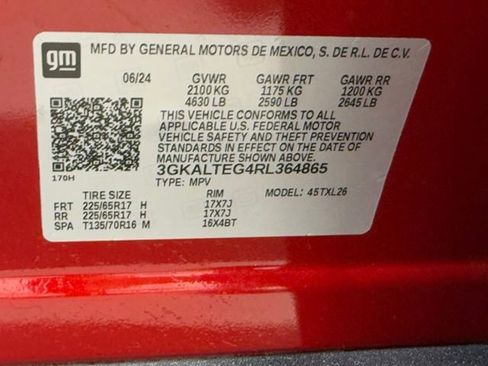 gm
MFD BY GENERAL MOTORS DE MEXICO, S. DE R.L. DE C.V.
06/24 GVWR GAWR FRT GAWR RR
2100 KG 1175 KG 1200 KG
4630 LB 2590 LB 2645 LB
THIS VEHICLE CONFORMS TO ALL
APPLICABLE U.S. FEDERAL MOTOR
VEHICLE SAFETY AND THEFT PREVENTION
STANDARDS IN EFFECT ON THE DATE OF
MANUFACTURE SHOWN ABOVE.
170H 3GKALTEG4RL364865
TYPE: MPV MODEL: 4STXL26
TIRE SIZE RIM
FRT 225/65R17 H 17X7J
RR 225/65R17 H 17X7J
SPA T135/70R16 M 16X4BT